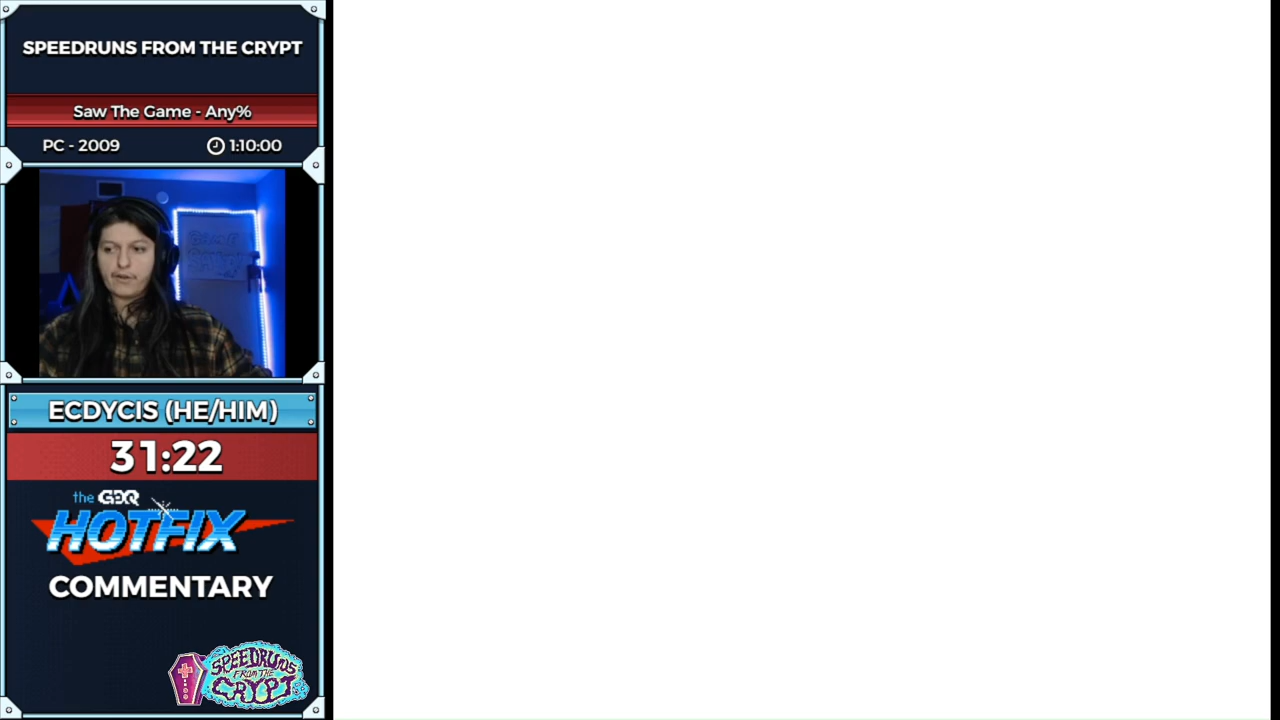 SPEEDRUNS FROM THE CRYPT
Saw The Game - Any%
PC - 2009
1:10:00
ECDYCIS (HE/HIM)
31:22
the GDQ
HOTFIX
COMMENTARY
SPEEDRUNS
FROM THE
CRYPT